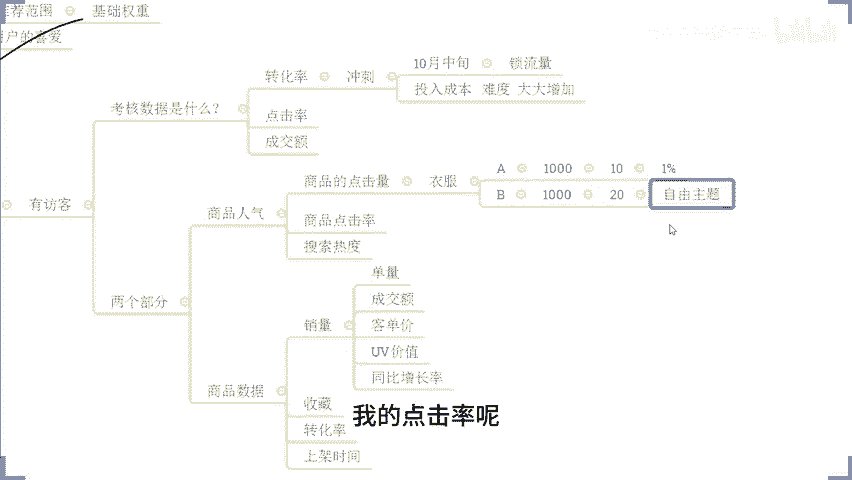 推荐范围 基础权重
用户的喜爱
10月中旬 锁流量
转化率 冲刺
投入成本 难度 大大增加
考核数据是什么？
点击率
成交额
A 1000 10 1%
商品的点击量 衣服
B 1000 20 自由主题
有访客
商品人气
商品点击率
搜索热度
单量
两个部分
成交额
销量 客单价
UV价值
同比增长率
商品数据
收藏
我的点击率呢
转化率
上架时间